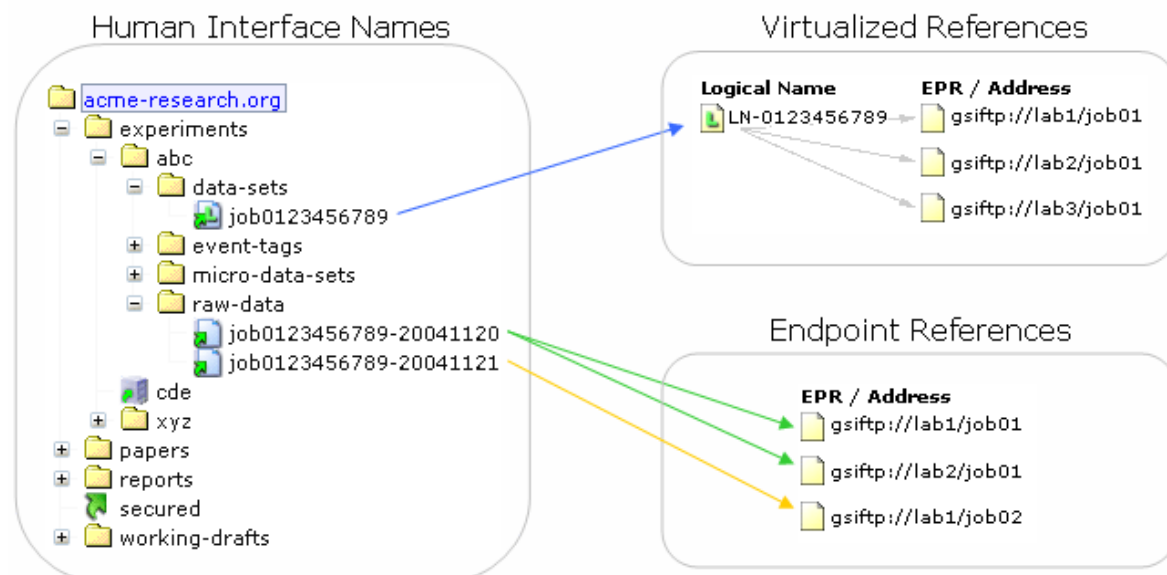 Human Interface Names
acme-research.org
experiments
abc
data-sets
job0123456789
event-tags
micro-data-sets
raw-data
job0123456789-20041120
job0123456789-20041121
cde
xyz
papers
reports
secured
working-drafts
Virtualized References
Logical Name EPR / Address
LN-0123456789 gsiftp://lab1/job01
gsiftp://lab2/job01
gsiftp://lab3/job01
Endpoint References
EPR / Address
gsiftp://lab1/job01
gsiftp://lab2/job01
gsiftp://lab1/job02